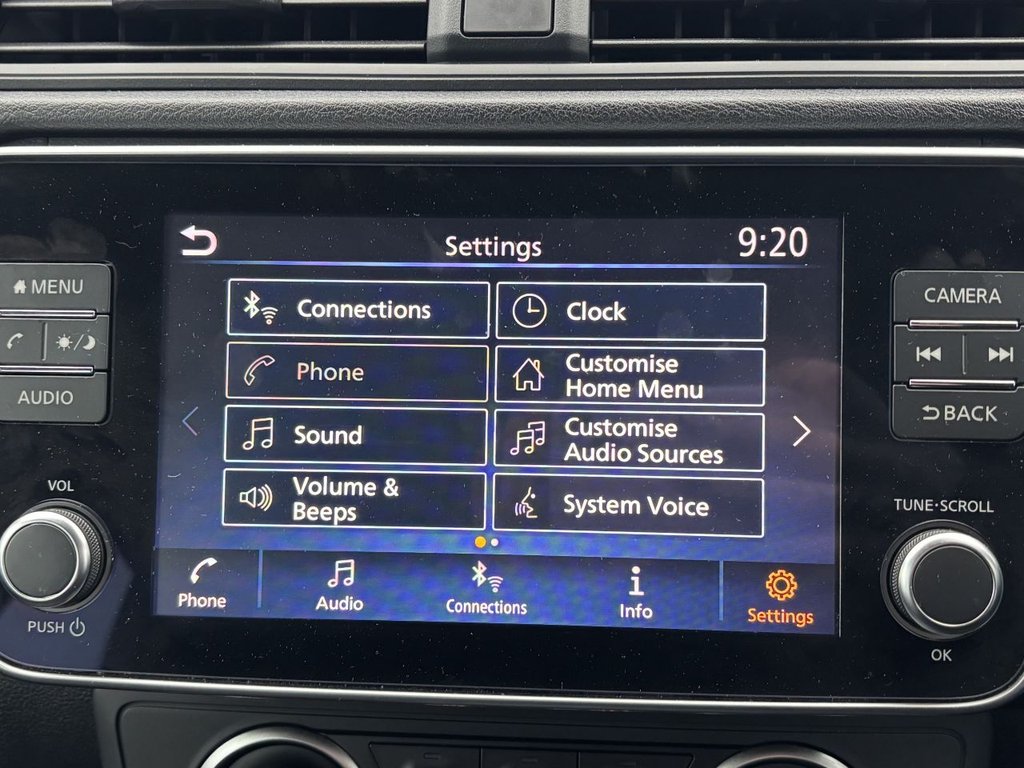 Settings
9:20
MENU
AUDIO
VOL
PUSH
Connections
Clock
Phone
Customise
Home Menu
Sound
Customise
Audio Sources
Volume &
Beeps
System Voice
Phone
Audio
Connections
Info
Settings
CAMERA
BACK
TUNE·SCROLL
OK